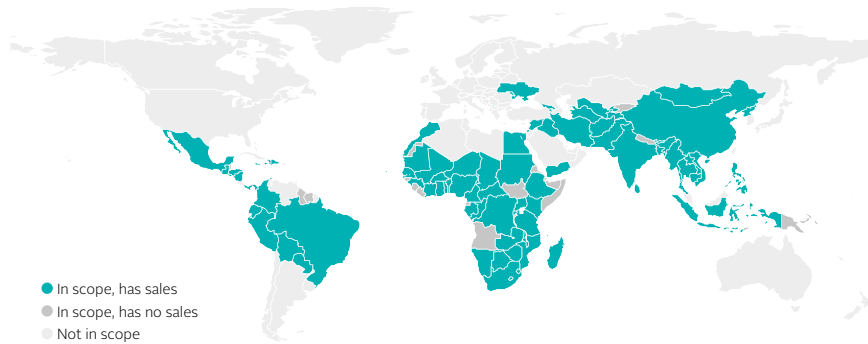 In scope, has sales
In scope, has no sales
Not in scope